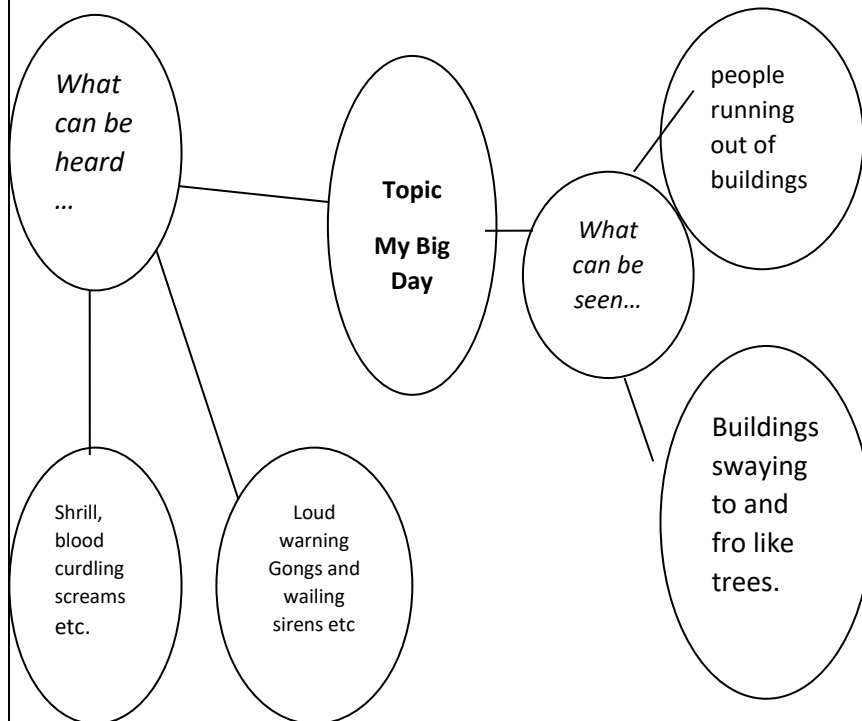 What
can be
heard
…
Topic
My Big
Day
What
can be
seen…
people
running
out of
buildings
Shrill,
blood
curdling
screams
etc.
Loud
warning
Gongs and
wailing
sirens etc
Buildings
swaying
to and
fro like
trees.